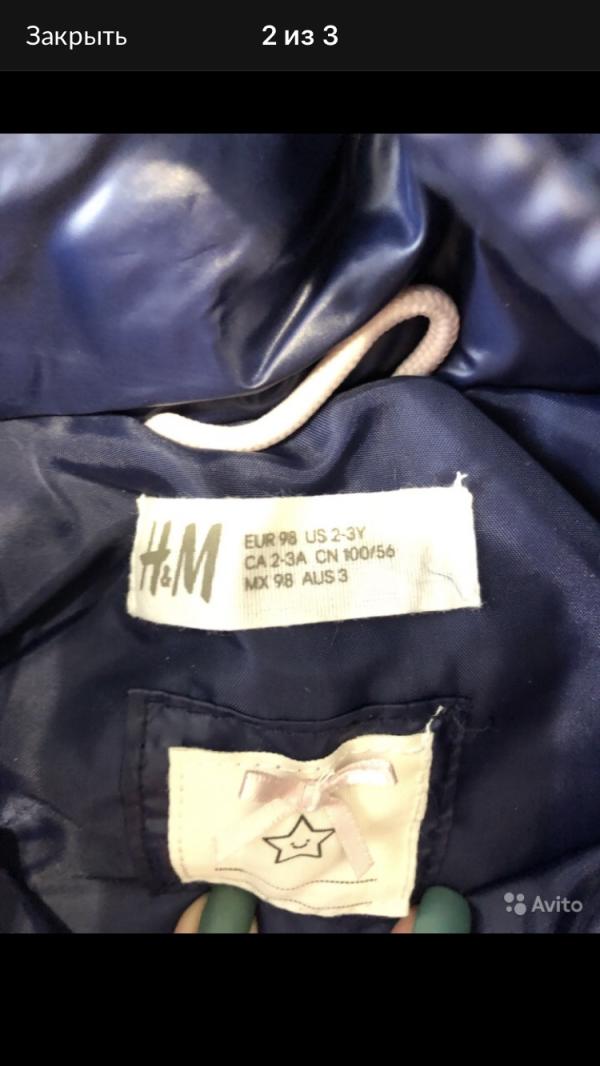 Закрыть
2 из 3
H&M
EUR 98 US 2-3Y
CA 2-3A CN 100/56
MX 98 AUS 3
Avito